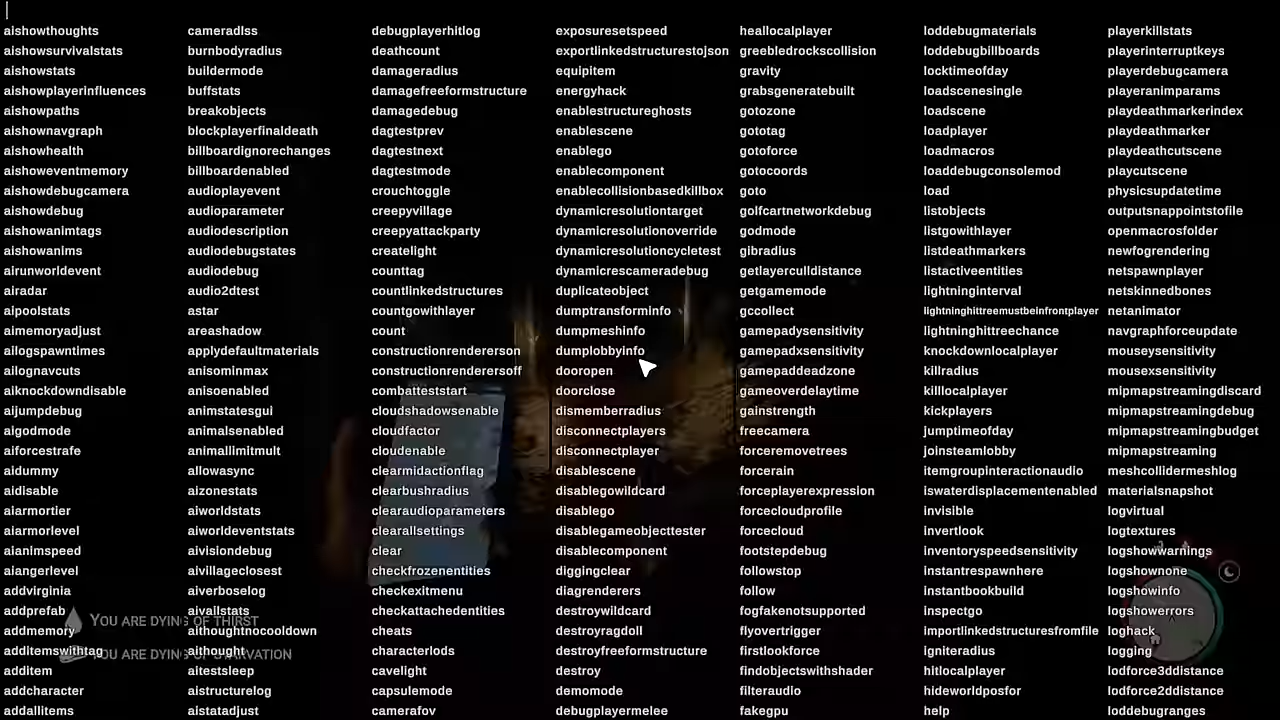 aishowthoughts
aishowsurvivalstats
aishowstats
aishowplayerinfluences
aishowpaths
aishownavgraph
aishowhealth
aishoweventmemory
aishowdebugcamera
aishowdebug
aishowanimtags
aishowanims
airunworldevent
airadar
aipoolstats
aimemoryadjust
ailogspawntimes
ailognavcuts
aiknockdowndisable
aijumpdebug
aigodmode
aiforcestrafe
aidummy
aidisable
aiarmortier
aiarmorlevel
aianimspeed
aiangerlevel
addvirginia
addprefab
addmemory
additemswithtag
additem
addcharacter
addallitems
cameradlss
burnbodyradius
buildermode
buffstats
breakobjects
blockplayerfinaldeath
billboardignorechanges
billboardenabled
audioplayevent
audioparameter
audiodescription
audiodebugstates
audiodebug
audio2dtest
astar
areashadow
applydefaultmaterials
anisominmax
anisoenabled
animstatesgui
animalsenabled
animallimitmult
allowasync
aizonestats
aiworldstats
aiworldeventstats
aivisiondebug
aivillageclosest
aiverboselog
aivailstats
aithoughtnocooldown
aithought
aitestsleep
aistructurelog
aistatadjust
debugplayerhitlog
deathcount
damageradius
damagefreeformstructure
damagedebug
dagtestprev
dagtestnext
dagtestmode
crouchtoggle
creepyvillage
creepyattackparty
createlight
counttag
countlinkedstructures
countgowithlayer
count
constructionrendererson
constructionrenderersoff
combatteststart
cloudshadowsenable
cloudfactor
cloudenable
clearmidactionflag
clearbushradius
clearaudioparameters
clearallsettings
clear
checkfrozenentities
checkexitmenu
checkattachedentities
cheats
characterlods
cavelight
capsulemode
camerafov
exposuresetspeed
exportlinkedstructurestojson
equipitem
energyhack
enablestructureghosts
enablescene
enablego
enablecomponent
enablecollisionbasedkillbox
dynamicresolutiontarget
dynamicresolutionoverride
dynamicresolutioncycletest
dynamicrescameradebug
duplicateobject
dumptransforminfo
dumpmeshinfo
dumplobbyinfo
dooropen
doorclose
dismemberradius
disconnectplayers
disconnectplayer
disablescene
disablegowildcard
disablego
disablegameobjecttester
disablecomponent
diggingclear
diagrenderers
destroywildcard
destroyragdoll
destroyfreeformstructure
destroy
demomode
debugplayermelee
heallocalplayer
greebledrockscollision
gravity
grabsgeneratebuilt
gotozone
gototag
gotoforce
gotocoords
goto
golfcartnetworkdebug
godmode
gibradius
getlayerculldistance
getgamemode
gccollect
gamepadysensitivity
gamepadxsensitivity
gamepaddeadzone
gameoverdelaytime
gainstrength
freecamera
forceremovetrees
forcerain
forceplayerexpression
forcecloudprofile
forcecloud
footstepdebug
followstop
follow
fogfakenotsupported
flyovertrigger
firstlookforce
findobjectswithshader
filteraudio
fakegpu
loddebugmaterials
loddebugbillboards
locktimeofday
loadscenesingle
loadscene
loadplayer
loadmacros
loaddebugconsolemod
load
listobjects
listgowithlayer
listdeathmarkers
listactiveentities
lightninginterval
lightninghittreemustbeinfrontplayer
lightninghittreechance
knockdownlocalplayer
killradius
killlocalplayer
kickplayers
jumptimeofday
joinsteamlobby
itemgroupinteractionaudio
iswaterdisplacementenabled
invisible
invertlook
inventoryspeedsensitivity
instantrespawnhere
instantbookbuild
inspectgo
importlinkedstructuresfromfile
igniteradius
hitlocalplayer
hideworldposfor
help
playerkillstats
playerinterruptkeys
playerdebugcamera
playeranimparams
playdeathmarkerindex
playdeathmarker
playdeathcutscene
playcutscene
physicsupdatetime
outputsnappointstofile
openmacrosfolder
newfogrendering
netspawnplayer
netskinnedbones
netanimator
navgraphforceupdate
mouseysensitivity
mousexsensitivity
mipmapstreamingdiscard
mipmapstreamingdebug
mipmapstreamingbudget
mipmapstreaming
meshcollidermeshlog
materialsnapshot
logvirtual
logtextures
logshowwarnings
logshownone
logshowinfo
logshowerrors
loghack
logging
lodforce3ddistance
lodforce2ddistance
loddebugranges
YOU ARE DYING OF THIRST
YOU ARE DYING OF STARVATION